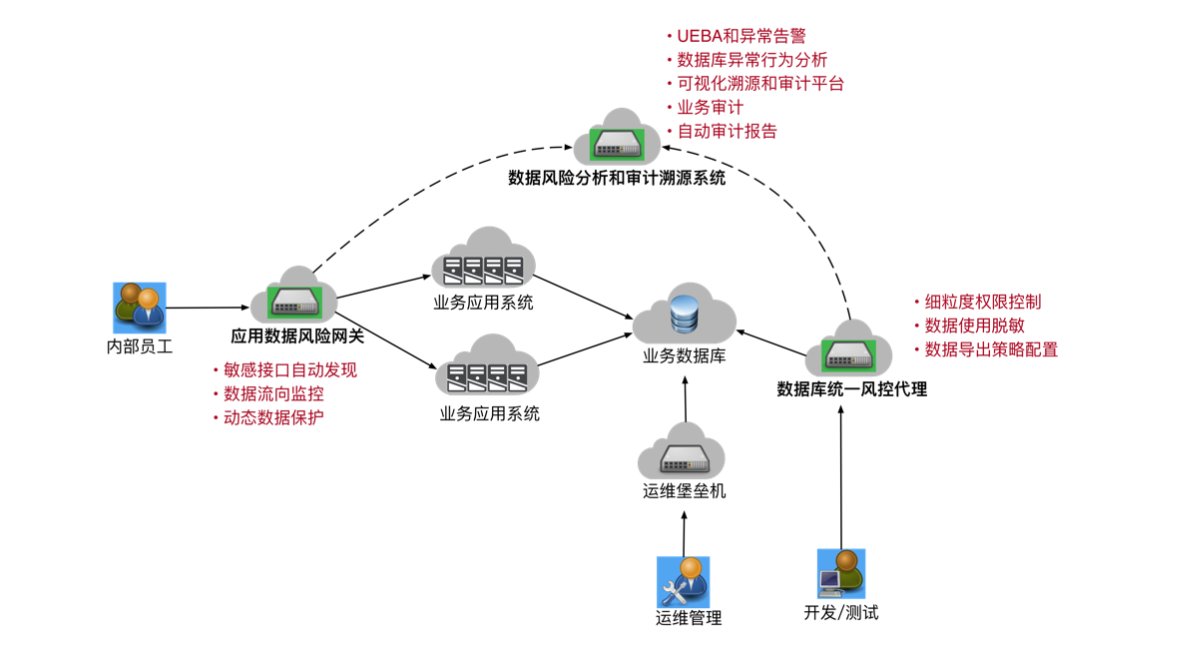 • UEBA和异常告警
• 数据库异常行为分析
• 可视化溯源和审计平台
• 业务审计
• 自动审计报告
数据风险分析和审计溯源系统
业务应用系统
内部员工
应用数据风险网关
• 敏感接口自动发现
• 数据流向监控
• 动态数据保护
业务应用系统
业务数据库
• 细粒度权限控制
• 数据使用脱敏
• 数据导出策略配置
数据库统一风控代理
运维堡垒机
运维管理
开发/测试